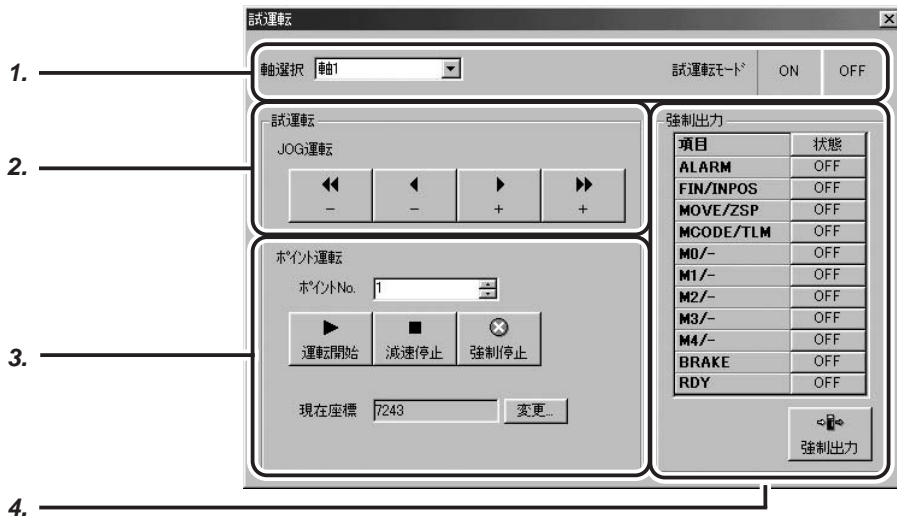 試運転
1.
軸選択 軸1 試運転モード ON OFF
2.
試運転
JOG運転
− − + +
3.
ポイント運転
ポイントNo. 1
運転開始 減速停止 強制停止
現在座標 7243 変更...
強制出力
項目 状態
ALARM OFF
FIN/INPOS OFF
MOVE/ZSP OFF
MCODE/TLM OFF
M0/- OFF
M1/- OFF
M2/- OFF
M3/- OFF
M4/- OFF
BRAKE OFF
RDY OFF
強制出力
4.